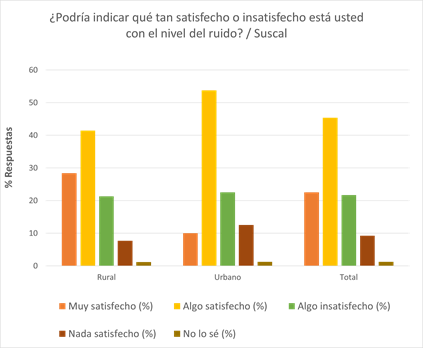 ¿Podría indicar qué tan satisfecho o insatisfecho está usted
con el nivel del ruido? / Suscal
% Respuestas
60
50
40
30
20
10
0
Rural Urbano Total
Muy satisfecho (%) Algo satisfecho (%) Algo insatisfecho (%)
Nada satisfecho (%) No lo sé (%)